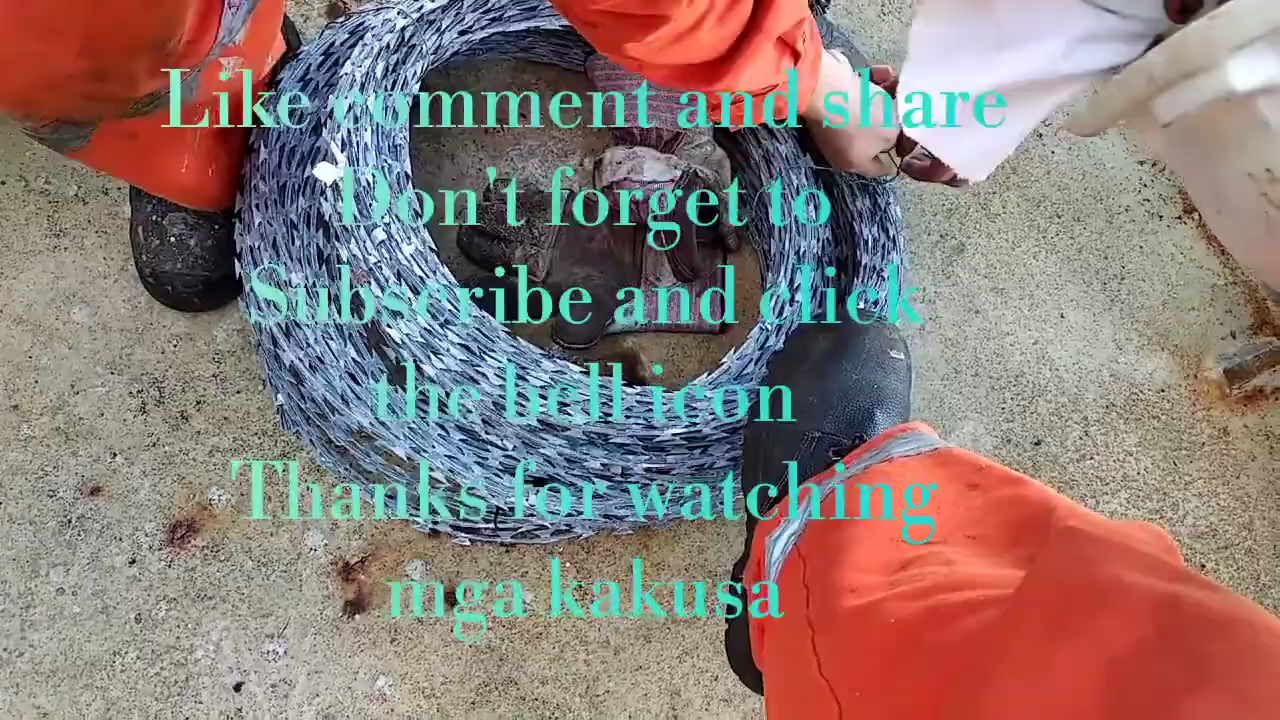 Like comment and share
Don't forget to
Subscribe and click
the bell icon
Thanks for watching
mga kakusa